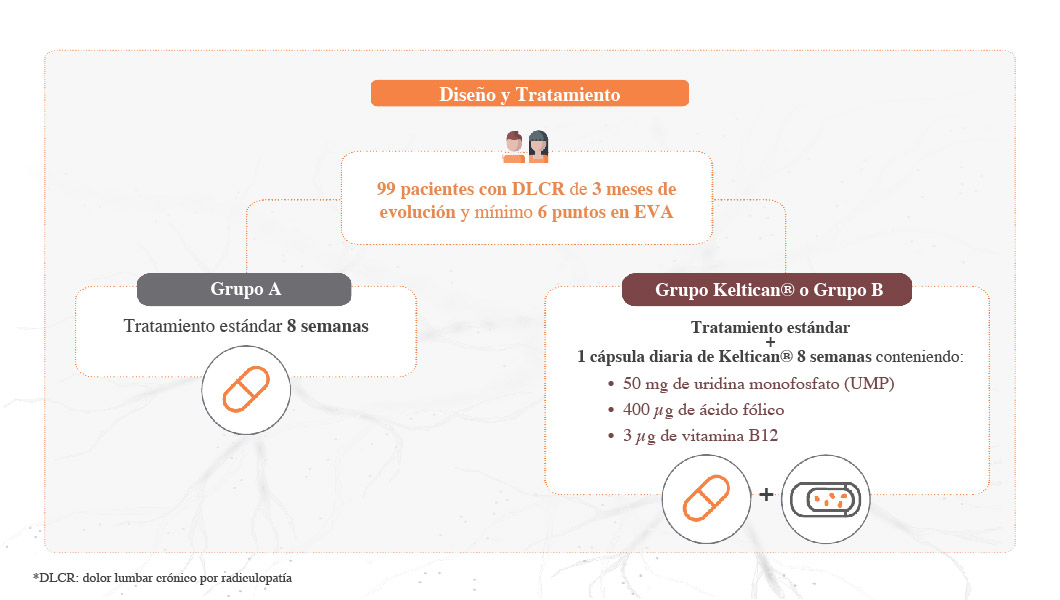 Diseño y Tratamiento
99 pacientes con DLCR de 3 meses de
evolución y mínimo 6 puntos en EVA
Grupo A
Tratamiento estándar 8 semanas
Grupo Keltican® o Grupo B
Tratamiento estándar
+
1 cápsula diaria de Keltican® 8 semanas conteniendo:
• 50 mg de uridina monofosfato (UMP)
• 400 µg de ácido fólico
• 3 µg de vitamina B12
+
*DLCR: dolor lumbar crónico por radiculopatía